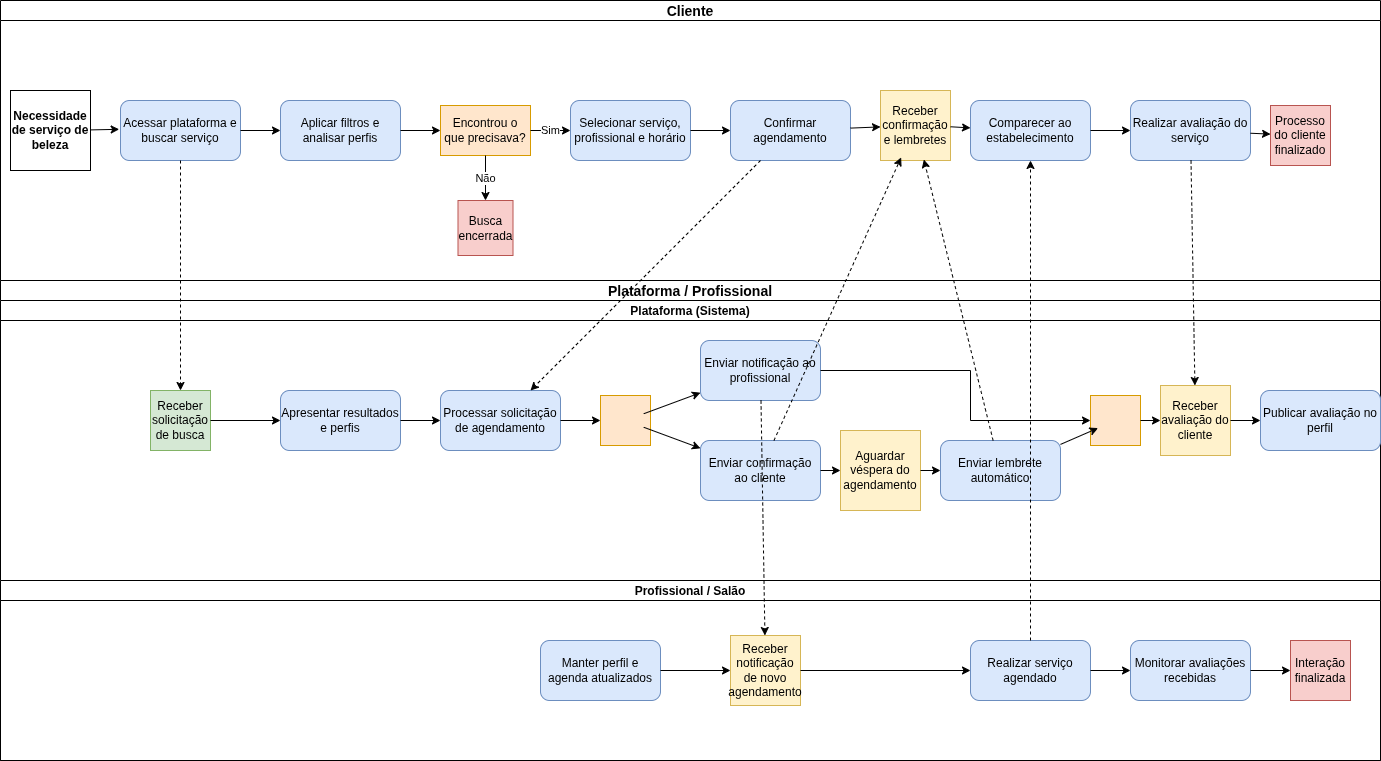 Cliente
Necessidade
de serviço de
beleza
Acessar plataforma e
buscar serviço
Aplicar filtros e
analisar perfis
Encontrou o
que precisava?
Sim
Selecionar serviço,
profissional e horário
Confirmar
agendamento
Receber
confirmação
e lembretes
Comparecer ao
estabelecimento
Realizar avaliação do
serviço
Processo
do cliente
finalizado
Não
Busca
encerrada
Plataforma / Profissional
Plataforma (Sistema)
Receber
solicitação
de busca
Apresentar resultados
e perfis
Processar solicitação
de agendamento
Enviar notificação ao
profissional
Enviar confirmação
ao cliente
Aguardar
véspera do
agendamento
Enviar lembrete
automático
Receber
avaliação do
cliente
Publicar avaliação no
perfil
Profissional / Salão
Manter perfil e
agenda atualizados
Receber
notificação
de novo
agendamento
Realizar serviço
agendado
Monitorar avaliações
recebidas
Interação
finalizada